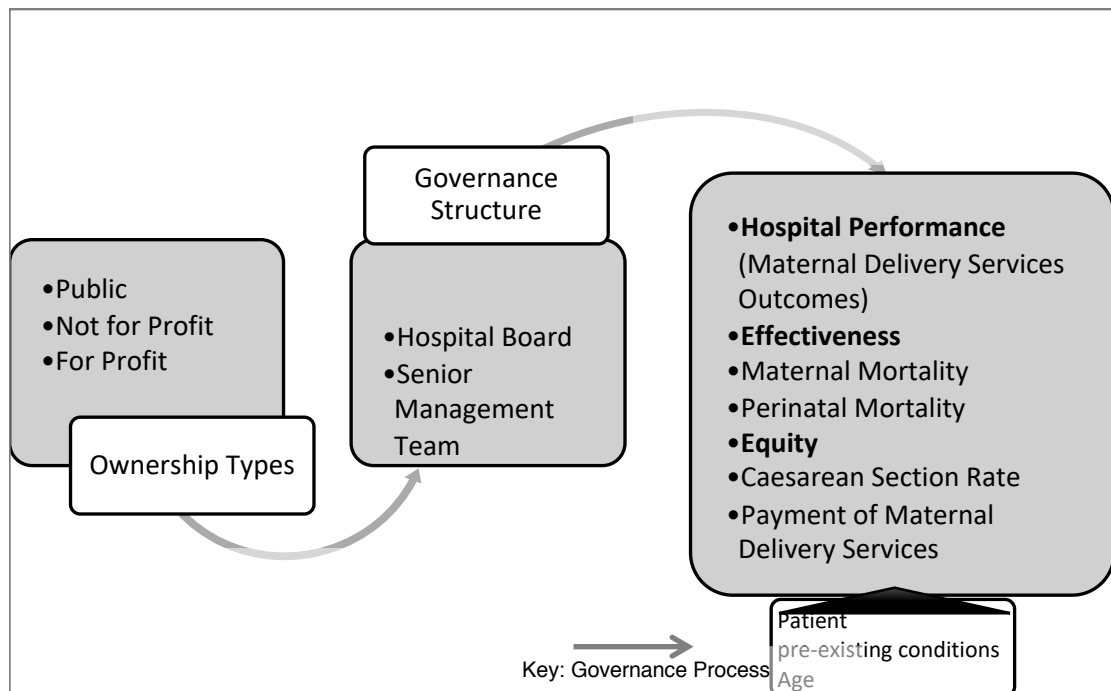 •Public
•Not for Profit
•For Profit
Ownership Types
Governance
Structure
•Hospital Board
•Senior
Management
Team
•Hospital Performance
(Maternal Delivery Services
Outcomes)
•Effectiveness
•Maternal Mortality
•Perinatal Mortality
•Equity
•Caesarean Section Rate
•Payment of Maternal
Delivery Services
Patient
pre-existing conditions
Age
Key: Governance Process